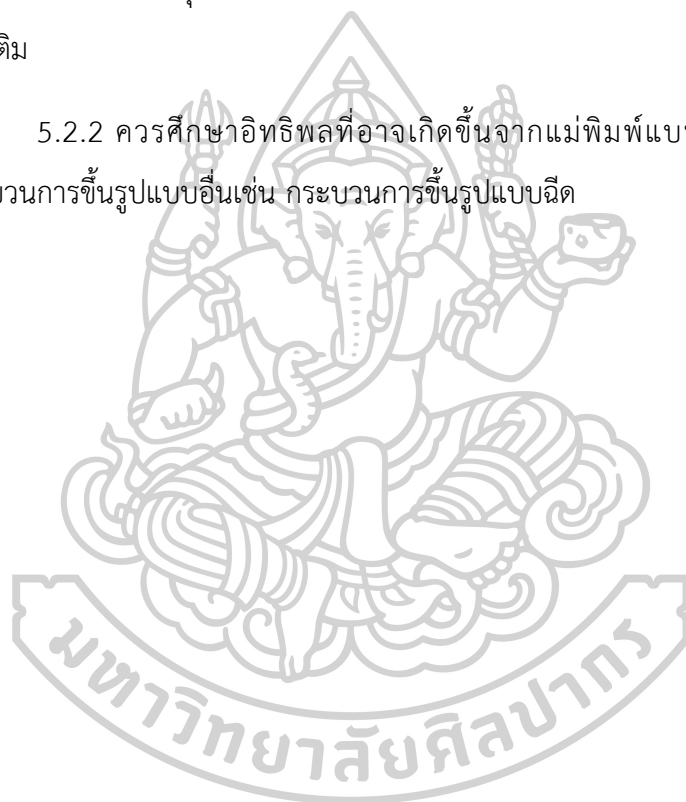 ติม
5.2.2 ควรศึกษาอิทธิพลที่อาจเกิดขึ้นจากแม่พิมพ์แบบ
บวนการขึ้นรูปแบบอื่นเช่น กระบวนการขึ้นรูปแบบฉีด
มหาวิทยาลัยศิลปากร